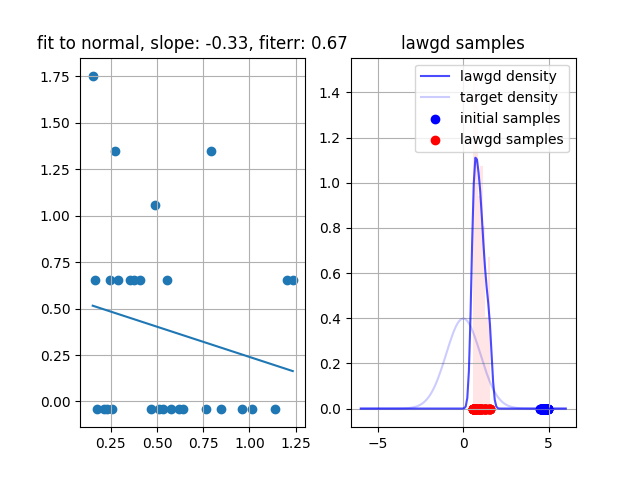 fit to normal, slope: -0.33, fiterr: 0.67
1.75
1.50
1.25
1.00
0.75
0.50
0.25
0.00
0.25 0.50 0.75 1.00 1.25
lawgd samples
lawgd density
target density
initial samples
lawgd samples
1.4
1.2
1.0
0.8
0.6
0.4
0.2
0.0
−5 0 5